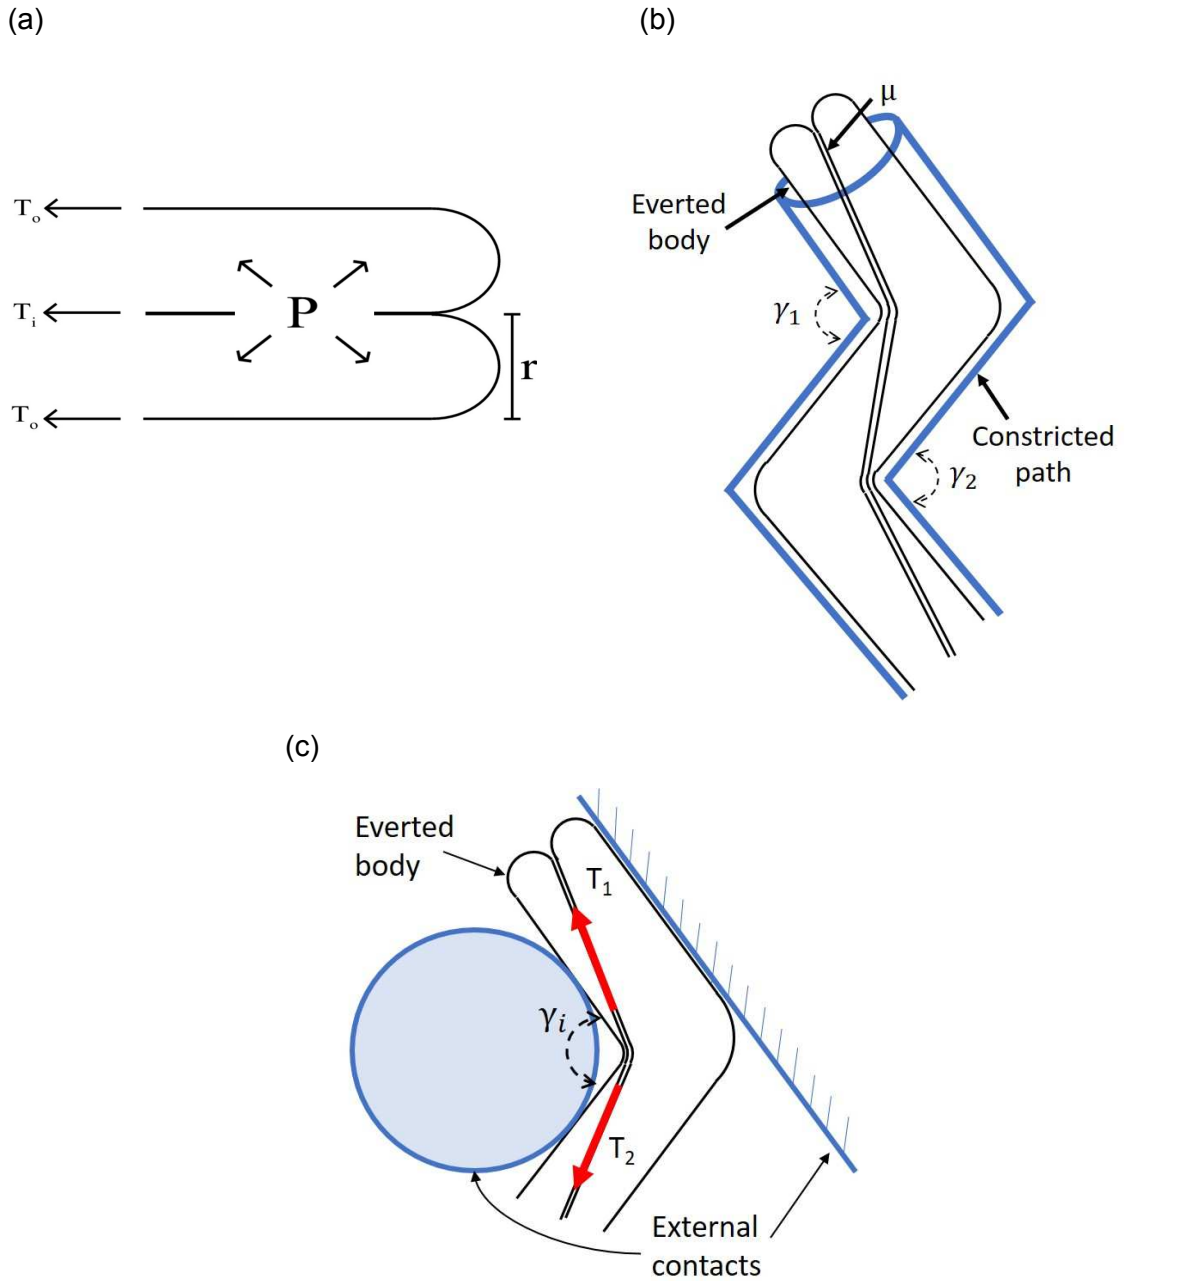 (a)
T_o
T_i
T_o
P
r
(b)
μ
Everted
body
γ_1
Constricted
path
γ_2
(c)
Everted
body
T_1
γ_i
T_2
External
contacts